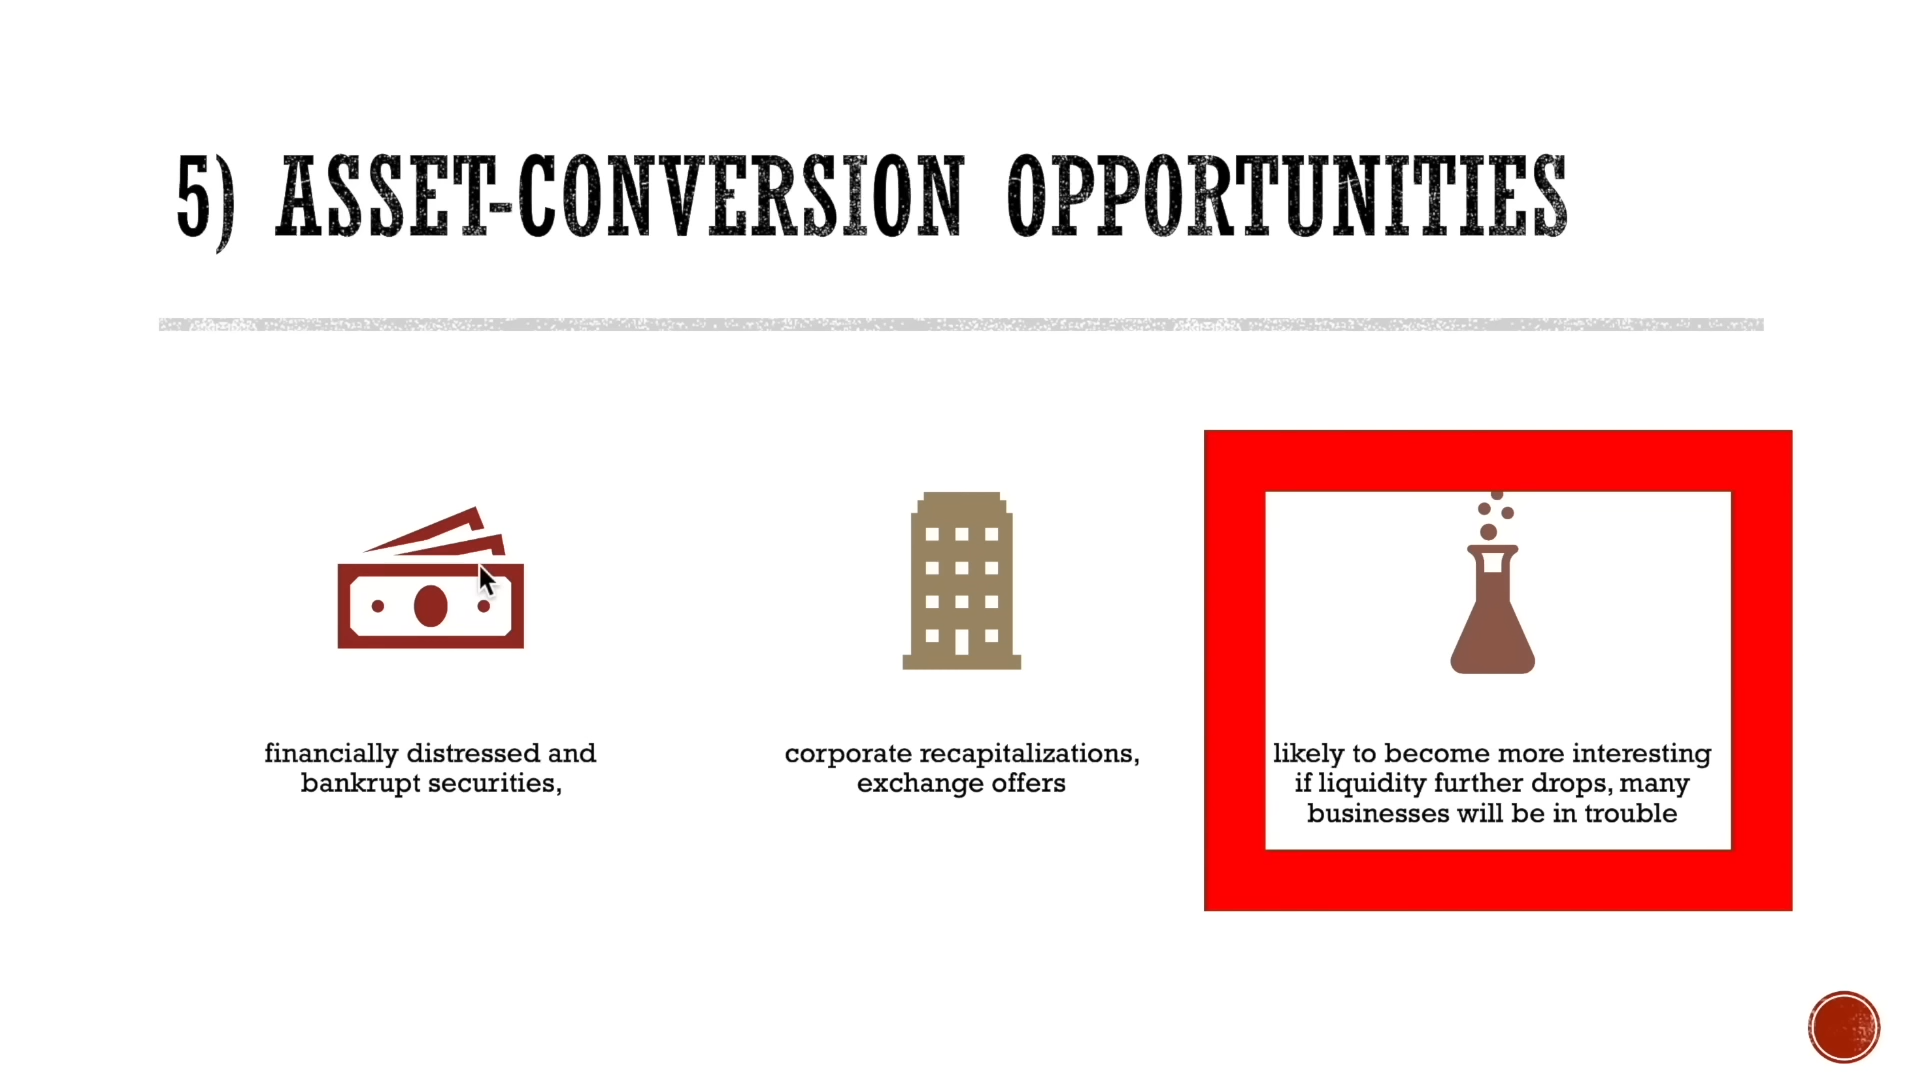 5) ASSET-CONVERSION OPPORTUNITIES
financially distressed and
bankrupt securities,
corporate recapitalizations,
exchange offers
likely to become more interesting
if liquidity further drops, many
businesses will be in trouble